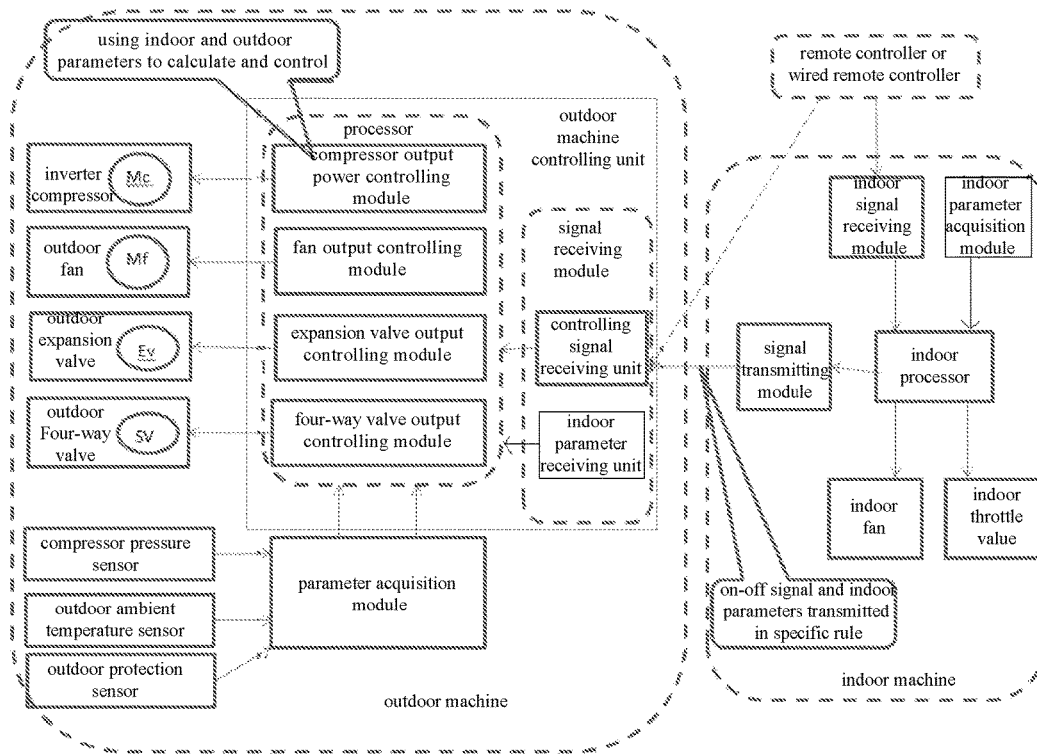 using indoor and outdoor
parameters to calculate and control
remote controller or
wired remote controller
processor
outdoor
machine
controlling unit
compressor output
power controlling
module
inverter
compressor
Mc
fan output controlling
module
outdoor
fan
Mf
expansion valve output
controlling module
outdoor
expansion
valve
Ev
four-way valve output
controlling module
outdoor
Four-way
valve
SV
signal
receiving
module
controlling
signal
receiving unit
indoor
parameter
receiving unit
compressor pressure
sensor
outdoor ambient
temperature sensor
outdoor protection
sensor
parameter acquisition
module
outdoor machine
indoor
signal
receiving
module
indoor
parameter
acquisition
module
signal
transmitting
module
indoor
processor
indoor
fan
indoor
throttle
value
on-off signal and indoor
parameters transmitted
in specific rule
indoor machine